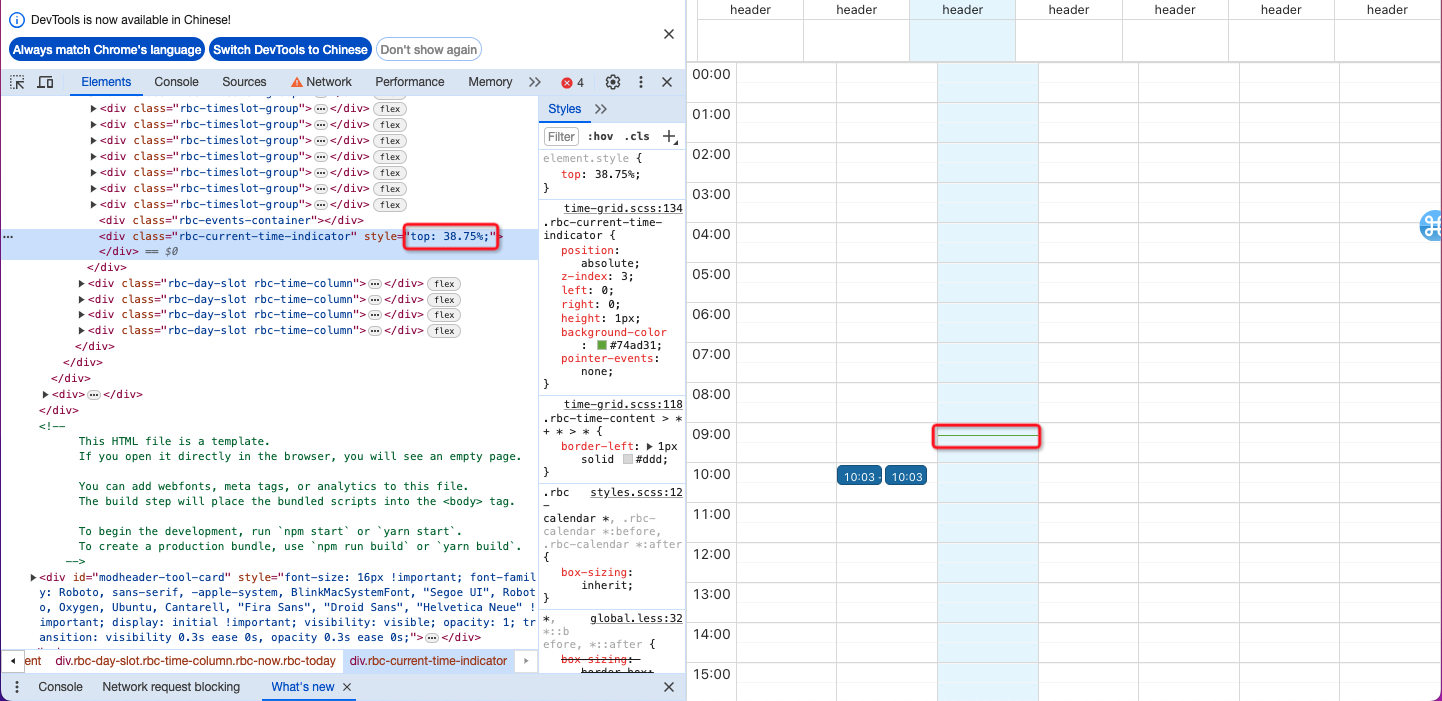 DevTools is now available in Chinese!
Always match Chrome's language
Switch DevTools to Chinese
Don't show again
Elements
Console
Sources
Network
Performance
Memory
4
<div class="rbc-timeslot-group">…</div> flex
<div class="rbc-timeslot-group">…</div> flex
<div class="rbc-timeslot-group">…</div> flex
<div class="rbc-timeslot-group">…</div> flex
<div class="rbc-timeslot-group">…</div> flex
<div class="rbc-timeslot-group">…</div> flex
<div class="rbc-timeslot-group">…</div> flex
<div class="rbc-events-container"></div>
<div class="rbc-current-time-indicator" style="top: 38.75%;">
</div> == $0
</div>
<div class="rbc-day-slot rbc-time-column">…</div> flex
<div class="rbc-day-slot rbc-time-column">…</div> flex
<div class="rbc-day-slot rbc-time-column">…</div> flex
<div class="rbc-day-slot rbc-time-column">…</div> flex
</div>
</div>
</div>
<div>…</div>
</div>
<!--
This HTML file is a template.
If you open it directly in the browser, you will see an empty page.
You can add webfonts, meta tags, or analytics to this file.
The build step will place the bundled scripts into the <body> tag.
To begin the development, run `npm start` or `yarn start`.
To create a production bundle, use `npm run build` or `yarn build`.
-->
<div id="modheader-tool-card" style="font-size: 16px !important; font-famil
y: Roboto, sans-serif, -apple-system, BlinkMacSystemFont, "Segoe UI", Robot
o, Oxygen, Ubuntu, Cantarell, "Fira Sans", "Droid Sans", "Helvetica Neue" !
important; display: initial !important; visibility: visible; opacity: 1; tr
ansition: visibility 0.3s ease 0s, opacity 0.3s ease 0s;">…</div>
ent
div.rbc-day-slot.rbc-time-column.rbc-now.rbc-today
div.rbc-current-time-indicator
Console
Network request blocking
What's new
Styles
Filter
:hov
.cls
element.style {
top: 38.75%;
}
time-grid.scss:134
.rbc-current-time-
indicator {
position:
absolute;
z-index: 3;
left: 0;
right: 0;
height: 1px;
background-color
: #74ad31;
pointer-events:
none;
}
time-grid.scss:118
.rbc-time-content > *
+ * > * {
border-left: 1px
solid #ddd;
}
.rbc styles.scss:12
-
calendar *, .rbc-
calendar *:before,
.rbc-calendar *:after
{
box-sizing:
inherit;
}
*, global.less:32
*::b
efore, *::after {
box-sizing:
border-box;
header
header
header
header
header
header
header
00:00
01:00
02:00
03:00
04:00
05:00
06:00
07:00
08:00
09:00
10:00
10:03 -
10:03
11:00
12:00
13:00
14:00
15:00